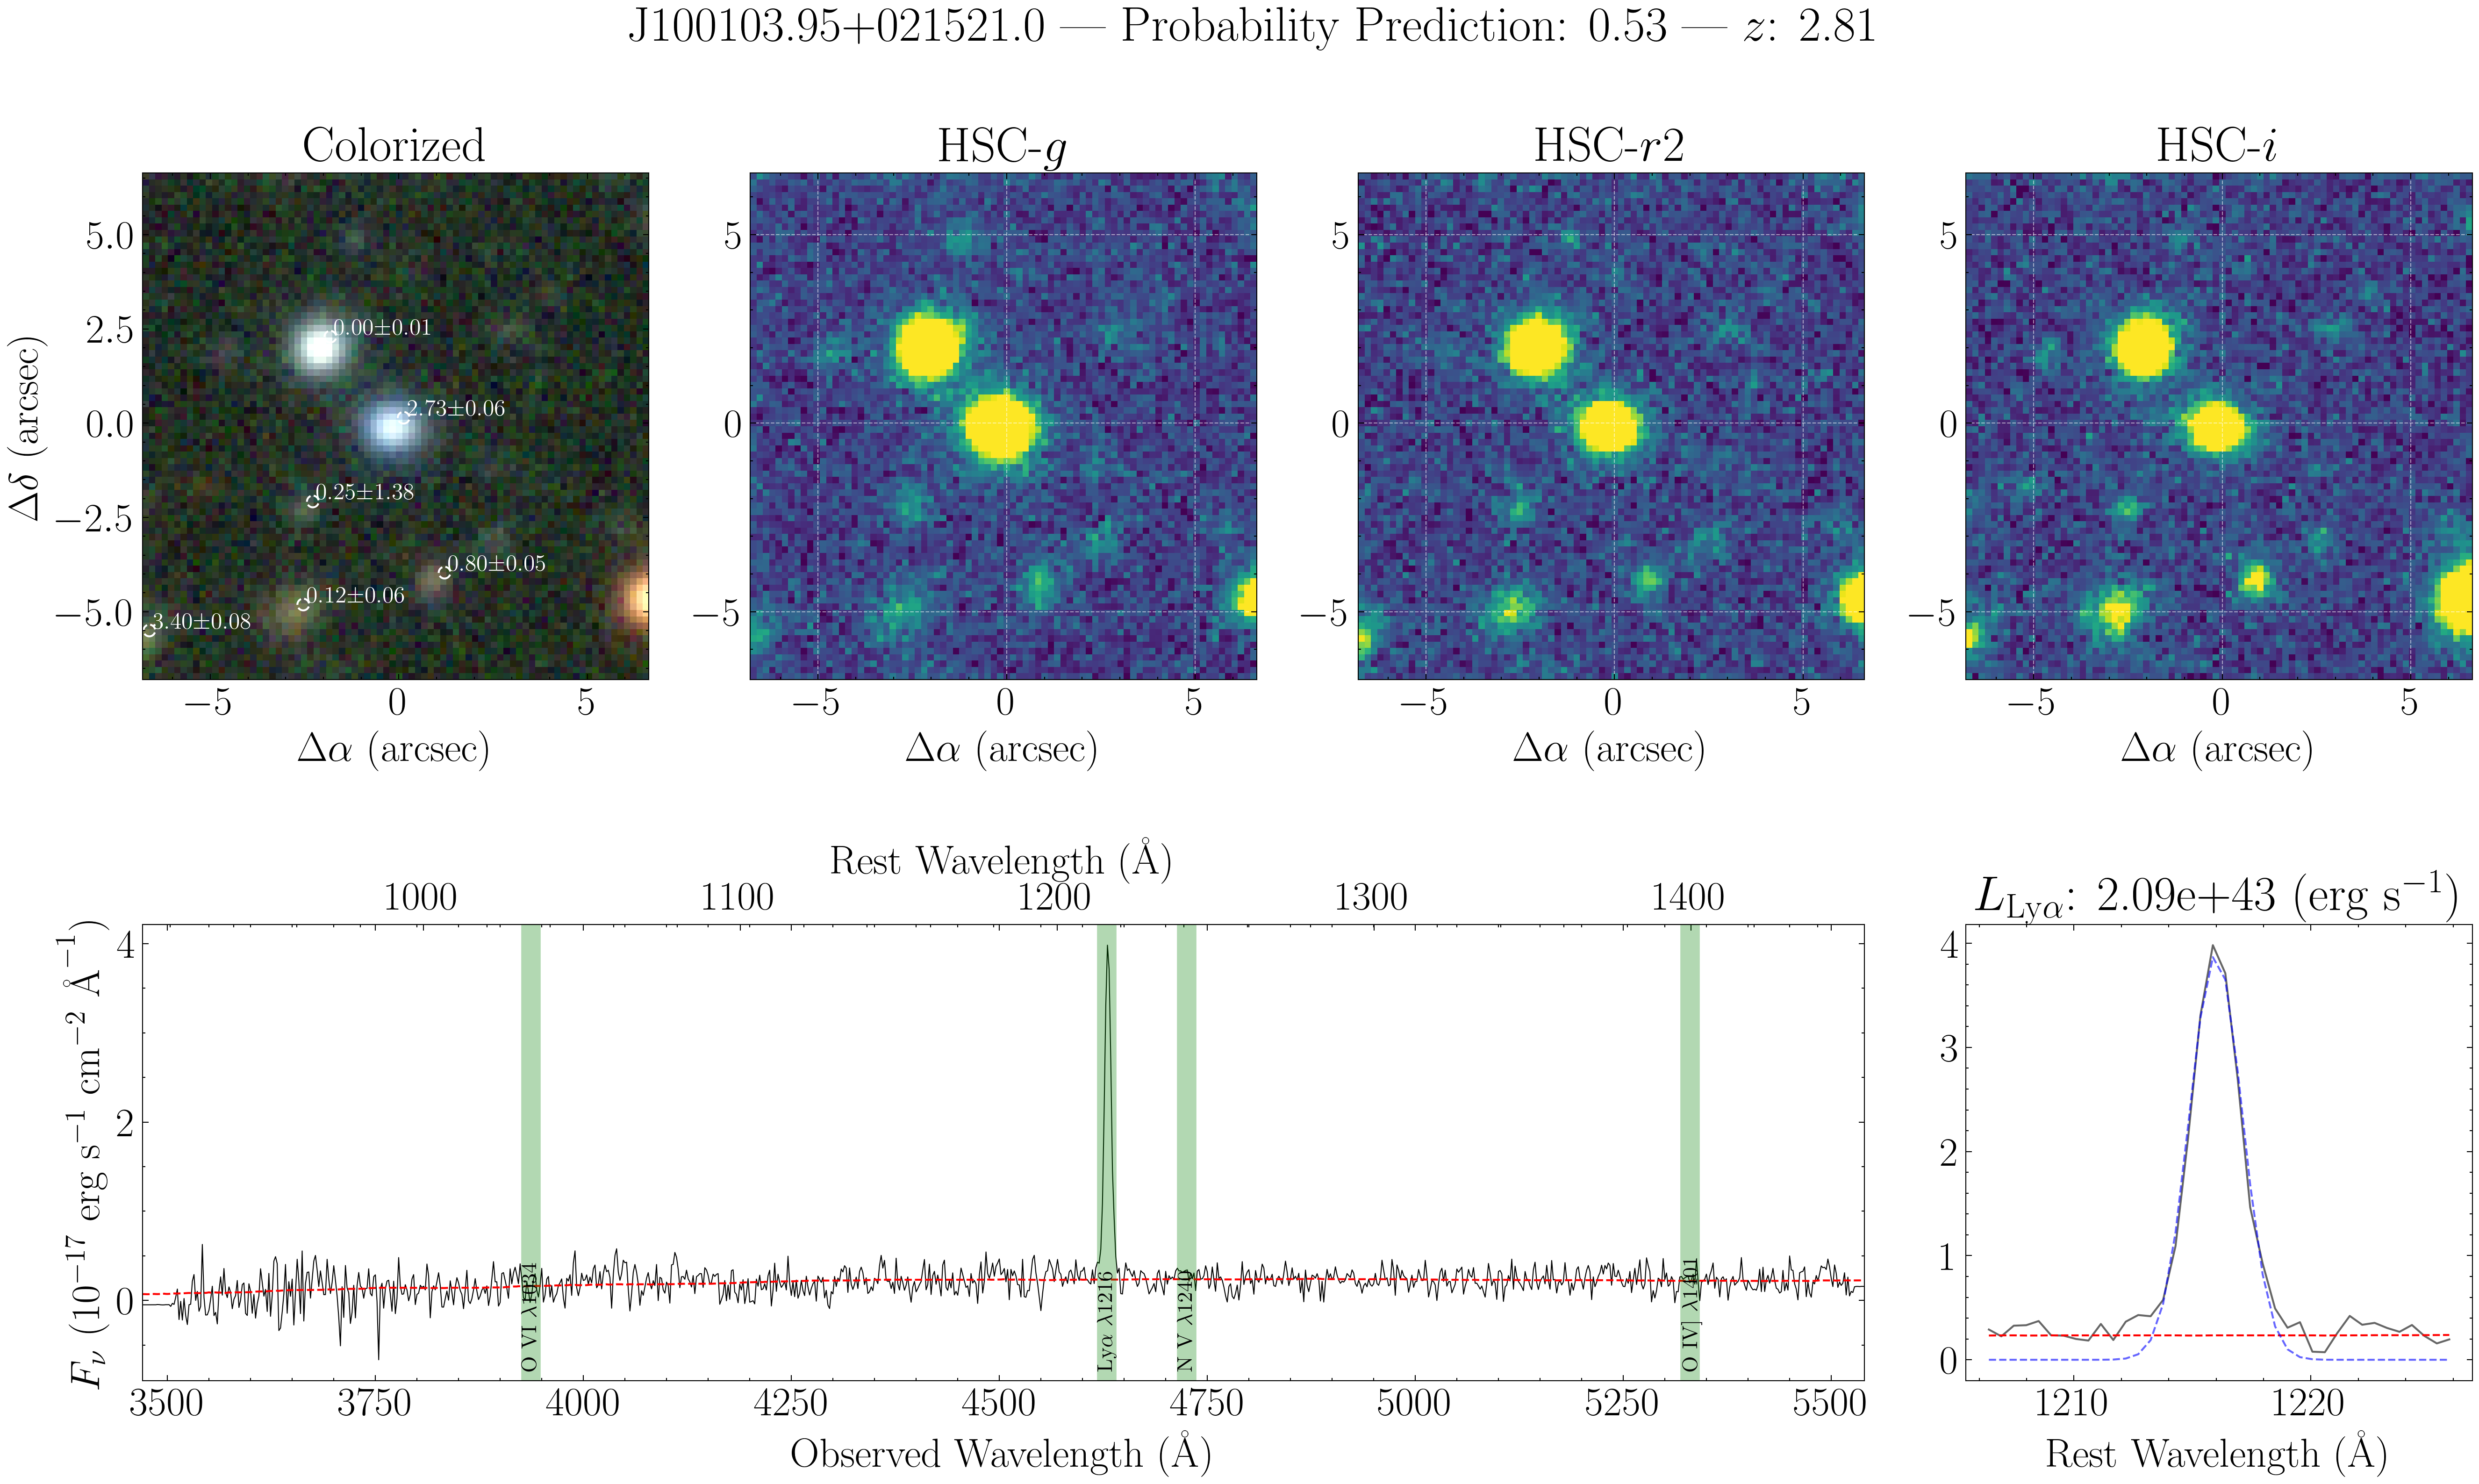 J100103.95+021521.0 — Probability Prediction: 0.53 — z: 2.81
Colorized
HSC-g
HSC-r2
HSC-i
Δδ (arcsec)
5.0
2.5
0.0
−2.5
−5.0
0.00±0.01
2.73±0.06
0.25±1.38
0.80±0.05
0.12±0.06
3.40±0.08
−5 0 5
Δα (arcsec)
5
0
−5
−5 0 5
Δα (arcsec)
5
0
−5
−5 0 5
Δα (arcsec)
5
0
−5
−5 0 5
Δα (arcsec)
Rest Wavelength (Å)
1000 1100 1200 1300 1400
F_ν (10^−17 erg s^−1 cm^−2 Å^−1)
4
2
0
O VI λ1034
Lyα λ1216
N V λ1240
O IV] λ1401
3500 3750 4000 4250 4500 4750 5000 5250 5500
Observed Wavelength (Å)
L_Lyα: 2.09e+43 (erg s^−1)
4
3
2
1
0
1210 1220
Rest Wavelength (Å)